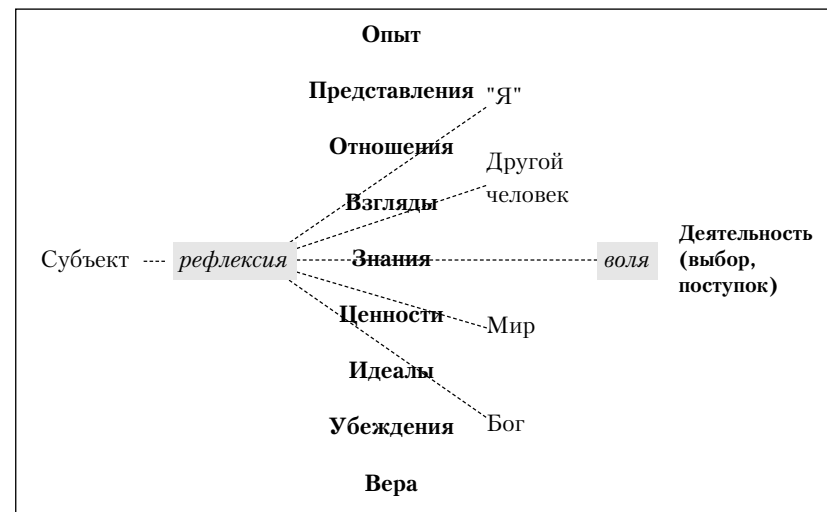 Опыт
Представления
"Я"
Отношения
Другой
человек
Взгляды
Субъект
рефлексия
Знания
воля
Деятельность
(выбор,
поступок)
Ценности
Мир
Идеалы
Убеждения
Бог
Вера